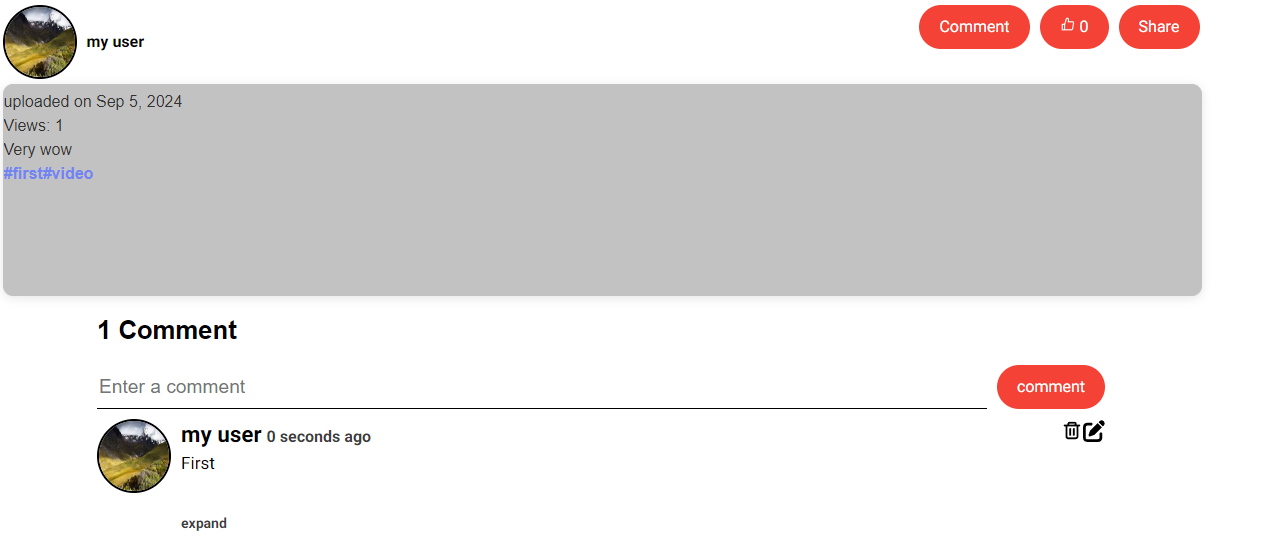 my user
Comment
0
Share
uploaded on Sep 5, 2024
Views: 1
Very wow
#first#video
1 Comment
Enter a comment
comment
my user 0 seconds ago
First
expand